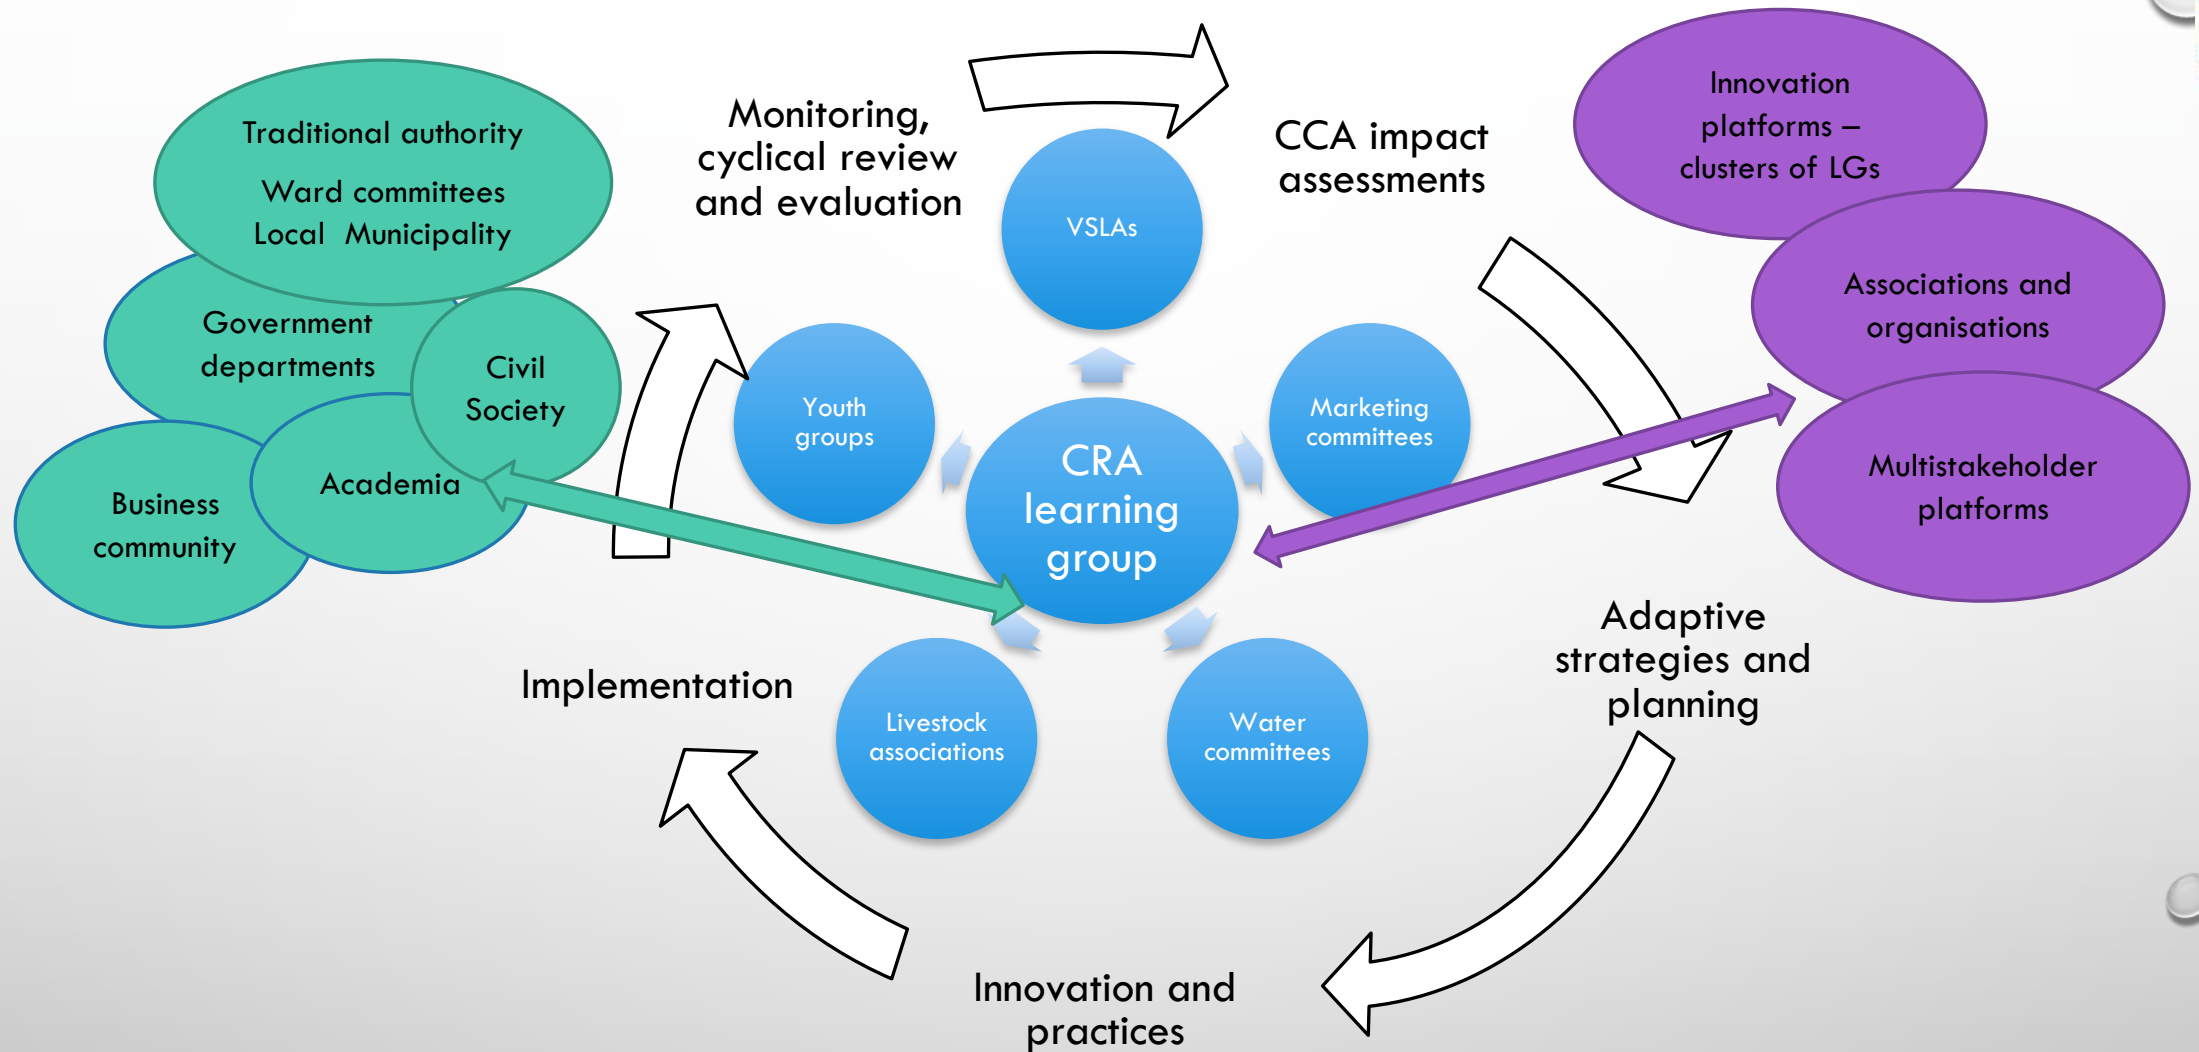 Traditional authority
Ward committees
Local Municipality
Government
departments
Civil
Society
Academia
Business
community
Monitoring,
cyclical review
and evaluation
CCA impact
assessments
VSLAs
Youth
groups
Marketing
committees
CRA
learning
group
Livestock
associations
Water
committees
Implementation
Adaptive
strategies and
planning
Innovation and
practices
Innovation
platforms –
clusters of LGs
Associations and
organisations
Multistakeholder
platforms